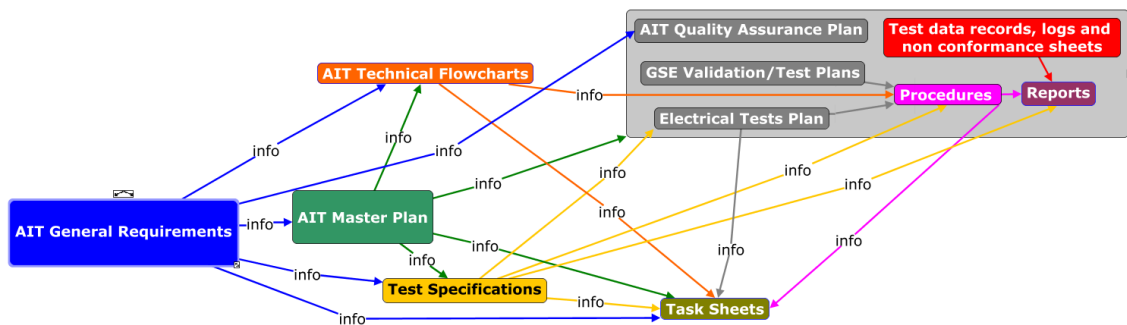 AIT Quality Assurance Plan
Test data records, logs and
non conformance sheets
AIT Technical Flowcharts
GSE Validation/Test Plans
info
Procedures
Reports
Electrical Tests Plan
info
info
info
info
info
info
info
info
AIT General Requirements
info
AIT Master Plan
info
info
info
info
info
Test Specifications
info
Task Sheets
info